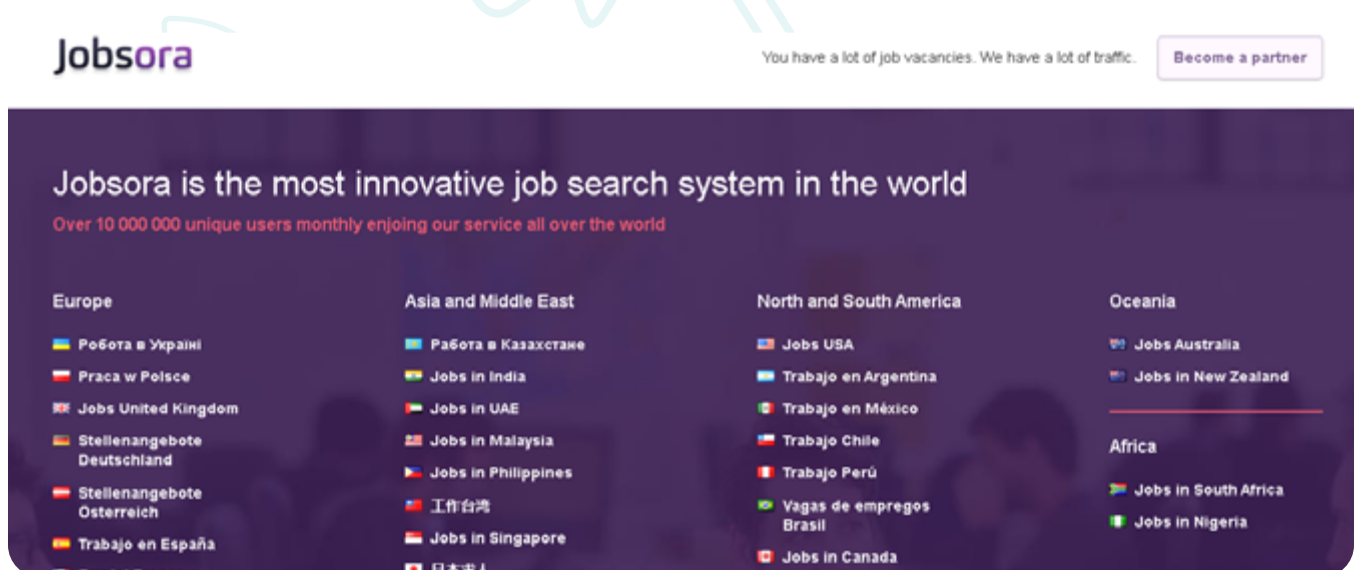 Jobsora
You have a lot of job vacancies. We have a lot of traffic.
Become a partner
Jobsora is the most innovative job search system in the world
Over 10 000 000 unique users monthly enjoing our service all over the world
Europe
Робота в Україні
Praca w Polsce
Jobs United Kingdom
Stellenangebote
Deutschland
Stellenangebote
Österreich
Trabajo en España
Asia and Middle East
Работа в Казахстане
Jobs in India
Jobs in UAE
Jobs in Malaysia
Jobs in Philippines
工作台湾
Jobs in Singapore
日本求人
North and South America
Jobs USA
Trabajo en Argentina
Trabajo en México
Trabajo Chile
Trabajo Perú
Vagas de empregos
Brasil
Jobs in Canada
Oceania
Jobs Australia
Jobs in New Zealand
Africa
Jobs in South Africa
Jobs in Nigeria